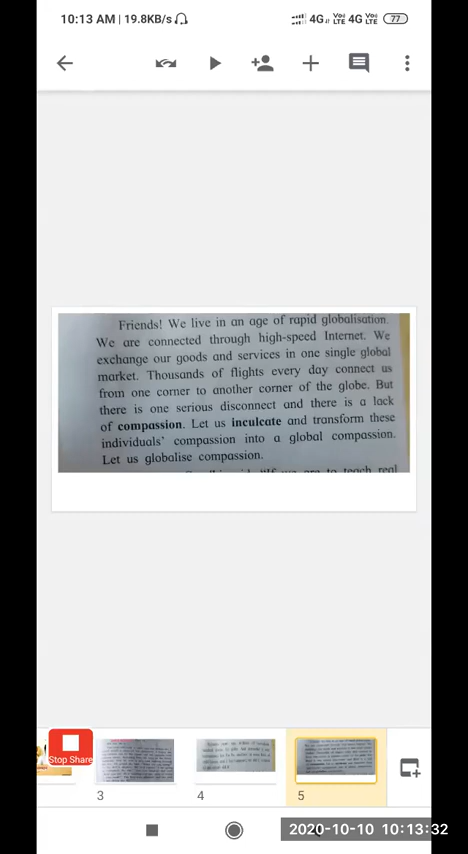 10:13 AM | 19.8KB/s
4G Vo) LTE 4G Vo) LTE 77
Friends! We live in an age of rapid globalisation.
We are connected through high-speed Internet. We
exchange our goods and services in one single global
market. Thousands of flights every day connect us
from one corner to another corner of the globe. But
there is one serious disconnect and there is a lack
of compassion. Let us inculcate and transform these
individuals' compassion into a global compassion.
Let us globalise compassion.
Stop Share
3
4
5
2020-10-10 10:13:32